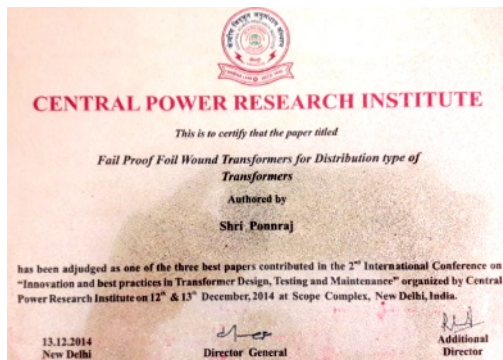 CENTRAL POWER RESEARCH INSTITUTE
This is to certify that the paper titled
Fail Proof Foil Wound Transformers for Distribution type of
Transformers
Authored by
Shri Ponnraj
has been adjudged as one of the three best papers contributed in the 2nd International Conference on
"Innovation and best practices in Transformer Design, Testing and Maintenance" organized by Central
Power Research Institute on 12th & 13th December, 2014 at Scope Complex, New Delhi, India.
13.12.2014
New Delhi
Director General
Additional
Director